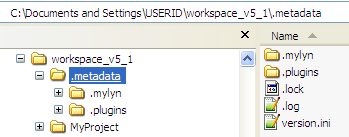 C:\Documents and Settings\USERID\workspace_v5_1\.metadata
workspace_v5_1
.metadata
.mylyn
.plugins
MyProject
Name
.mylyn
.plugins
.lock
.log
version.ini